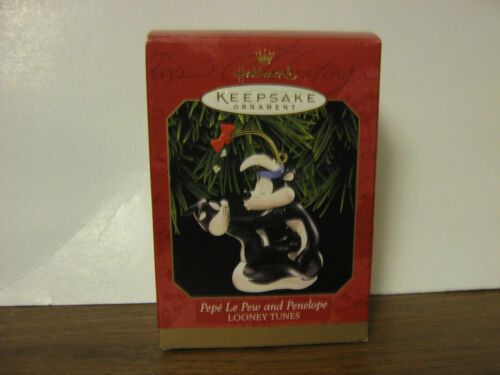 Hallmark
KEEPSAKE
ORNAMENT
Pepé Le Pew and Penelope
LOONEY TUNES